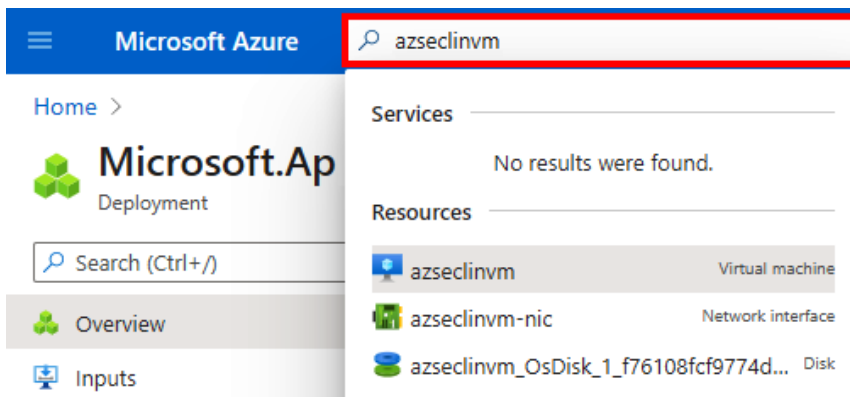 Microsoft Azure
azseclinvm
Home >
Microsoft.Ap
Deployment
Search (Ctrl+/)
Overview
Inputs
Services
No results were found.
Resources
azseclinvm Virtual machine
azseclinvm-nic Network interface
azseclinvm_OsDisk_1_f76108fcf9774d... Disk